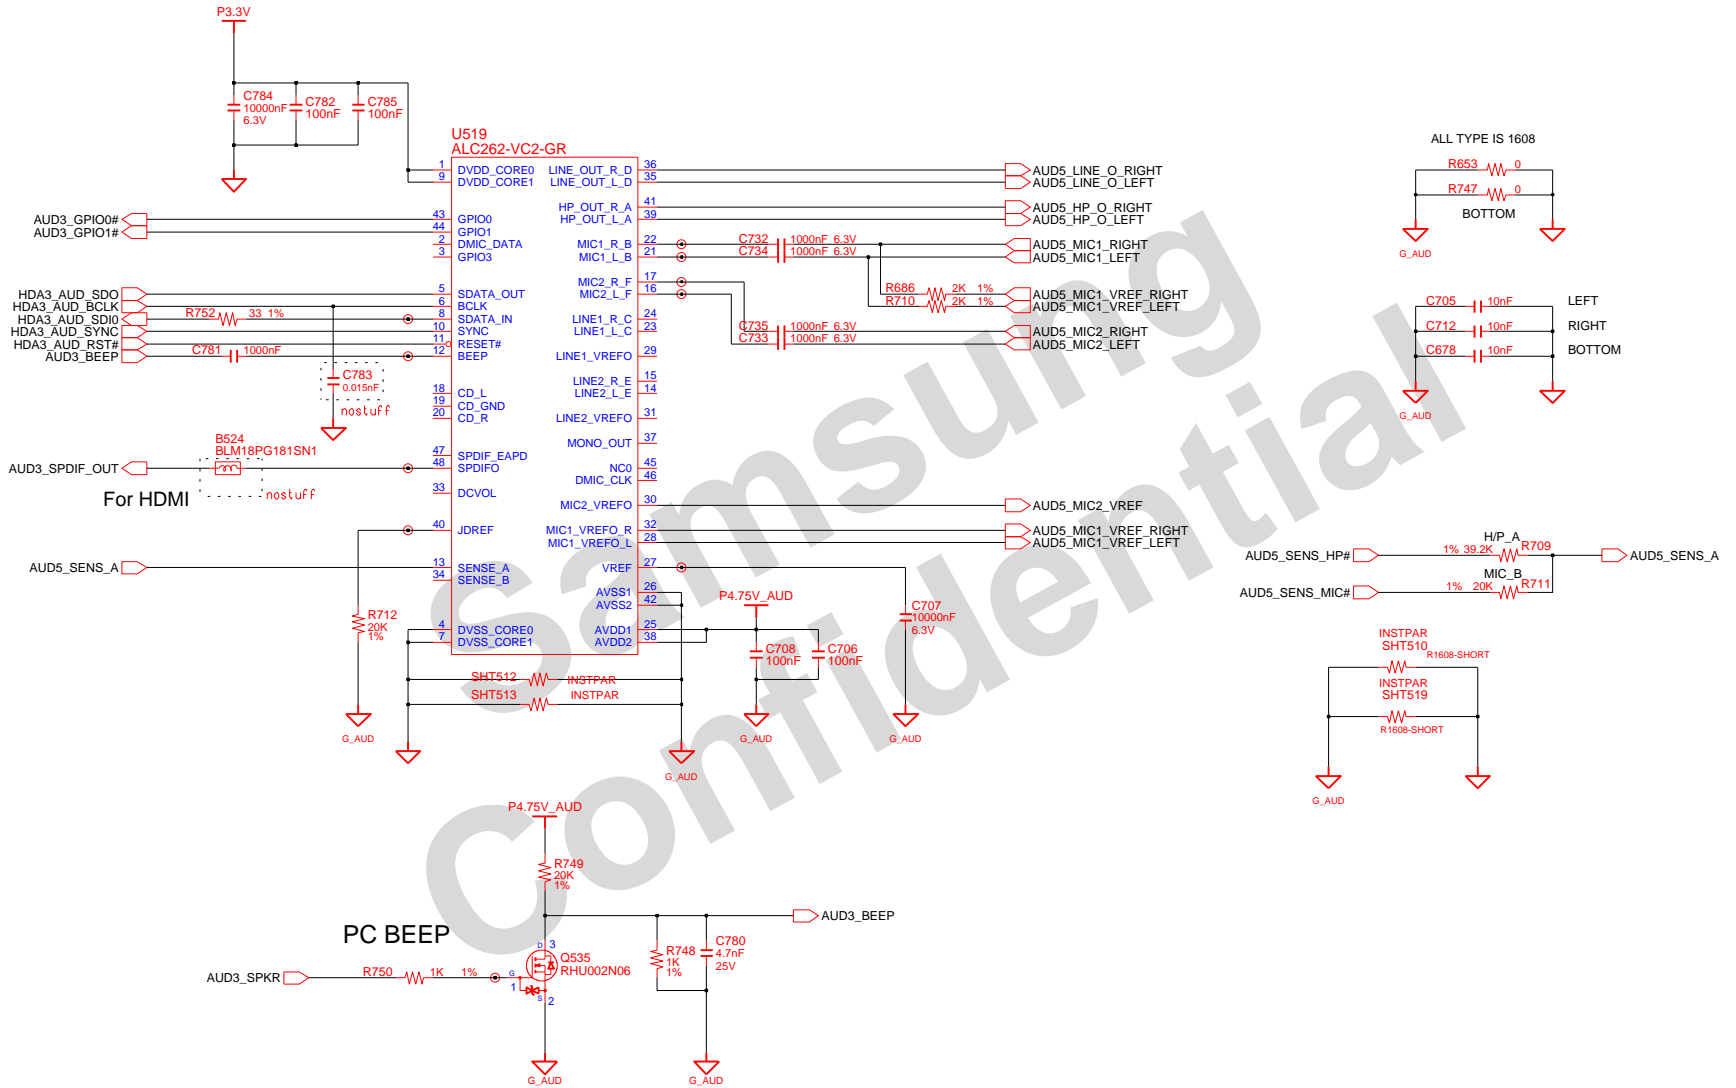 P3.3V
C784
10000nF
6.3V
C782
100nF
C785
100nF
U519
ALC262-VC2-GR
1 DVDD_CORE0
9 DVDD_CORE1
43 GPIO0
44 GPIO1
2 DMIC_DATA
3 GPIO3
5 SDATA_OUT
6 BCLK
8 SDATA_IN
10 SYNC
11 RESET#
12 BEEP
18 CD_L
19 CD_GND
20 CD_R
47 SPDIF_EAPD
48 SPDIFO
33 DCVOL
40 JDREF
13 SENSE_A
34 SENSE_B
4 DVSS_CORE0
7 DVSS_CORE1
LINE_OUT_R_D 36
LINE_OUT_L_D 35
HP_OUT_R_A 41
HP_OUT_L_A 39
MIC1_R_B 22
MIC1_L_B 21
MIC2_R_F 17
MIC2_L_F 16
LINE1_R_C 24
LINE1_L_C 23
LINE1_VREFO 29
LINE2_R_E 15
LINE2_L_E 14
LINE2_VREFO 31
MONO_OUT 37
NC0 45
DMIC_CLK 46
MIC2_VREFO 30
MIC1_VREFO_R 32
MIC1_VREFO_L 28
VREF 27
AVSS1 26
AVSS2 42
AVDD1 25
AVDD2 38
AUD3_GPIO0#
AUD3_GPIO1#
HDA3_AUD_SDO
HDA3_AUD_BCLK
HDA3_AUD_SDI0
HDA3_AUD_SYNC
HDA3_AUD_RST#
AUD3_BEEP
R752 33 1%
C781 1000nF
C783
0.015nF
nostuff
B524
BLM18PG181SN1
AUD3_SPDIF_OUT
nostuff
For HDMI
AUD5_SENS_A
R712
20K
1%
G_AUD
SHT512 INSTPAR
SHT513 INSTPAR
G_AUD
P4.75V_AUD
C708
100nF
C706
100nF
G_AUD
C707
10000nF
6.3V
G_AUD
AUD5_LINE_O_RIGHT
AUD5_LINE_O_LEFT
AUD5_HP_O_RIGHT
AUD5_HP_O_LEFT
C732 1000nF 6.3V AUD5_MIC1_RIGHT
C734 1000nF 6.3V AUD5_MIC1_LEFT
R686 2K 1% AUD5_MIC1_VREF_RIGHT
R710 2K 1% AUD5_MIC1_VREF_LEFT
C735 1000nF 6.3V AUD5_MIC2_RIGHT
C733 1000nF 6.3V AUD5_MIC2_LEFT
AUD5_MIC2_VREF
AUD5_MIC1_VREF_RIGHT
AUD5_MIC1_VREF_LEFT
ALL TYPE IS 1608
R653 0
R747 0
BOTTOM
G_AUD
C705 10nF LEFT
C712 10nF RIGHT
C678 10nF BOTTOM
G_AUD
H/P_A
AUD5_SENS_HP# 1% 39.2K R709 AUD5_SENS_A
MIC_B
AUD5_SENS_MIC# 1% 20K R711
INSTPAR
SHT510
R1608-SHORT
INSTPAR
SHT519
R1608-SHORT
G_AUD
P4.75V_AUD
R749
20K
1%
PC BEEP
AUD3_BEEP
D 3
Q535
RHU002N06
G
1
S 2
AUD3_SPKR R750 1K 1%
R748
1K
1%
C780
4.7nF
25V
G_AUD
G_AUD
Samsung
Confidential